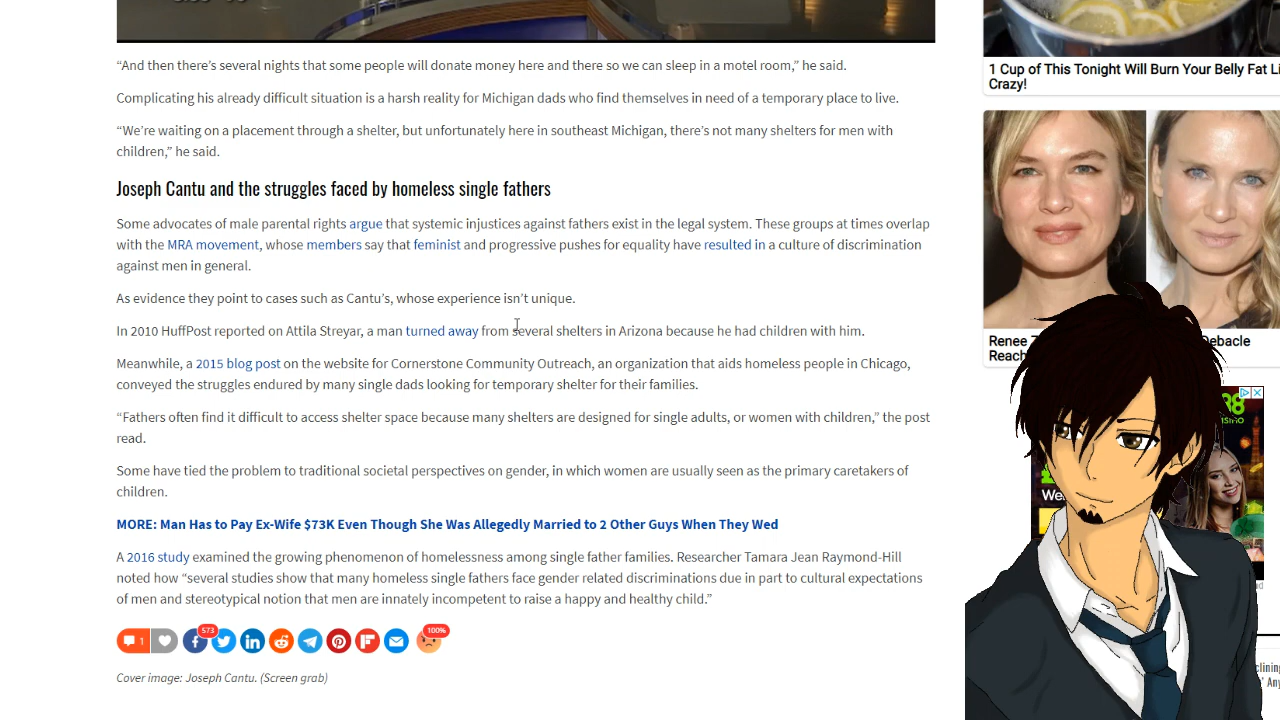 “And then there’s several nights that some people will donate money here and there so we can sleep in a motel room,” he said.
Complicating his already difficult situation is a harsh reality for Michigan dads who find themselves in need of a temporary place to live.
“We’re waiting on a placement through a shelter, but unfortunately here in southeast Michigan, there’s not many shelters for men with
children,” he said.
Joseph Cantu and the struggles faced by homeless single fathers
Some advocates of male parental rights argue that systemic injustices against fathers exist in the legal system. These groups at times overlap
with the MRA movement, whose members say that feminist and progressive pushes for equality have resulted in a culture of discrimination
against men in general.
As evidence they point to cases such as Cantu’s, whose experience isn’t unique.
In 2010 HuffPost reported on Attila Streyar, a man turned away from several shelters in Arizona because he had children with him.
Meanwhile, a 2015 blog post on the website for Cornerstone Community Outreach, an organization that aids homeless people in Chicago,
conveyed the struggles endured by many single dads looking for temporary shelter for their families.
“Fathers often find it difficult to access shelter space because many shelters are designed for single adults, or women with children,” the post
read.
Some have tied the problem to traditional societal perspectives on gender, in which women are usually seen as the primary caretakers of
children.
MORE: Man Has to Pay Ex-Wife $73K Even Though She Was Allegedly Married to 2 Other Guys When They Wed
A 2016 study examined the growing phenomenon of homelessness among single father families. Researcher Tamara Jean Raymond-Hill
noted how “several studies show that many homeless single fathers face gender related discriminations due in part to cultural expectations
of men and stereotypical notion that men are innately incompetent to raise a happy and healthy child.”
1
573
100%
Cover image: Joseph Cantu. (Screen grab)
1 Cup of This Tonight Will Burn Your Belly Fat Li
Crazy!
Renee Z
Debacle
Reach
We